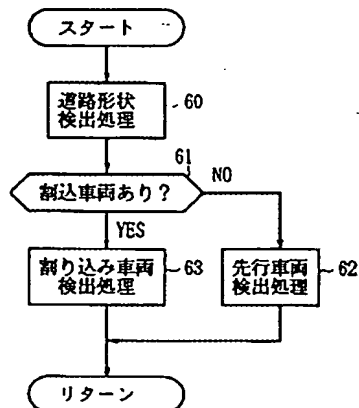 スタート
道路形状
検出処理
60
61
割込車両あり?
NO
YES
割り込み車両
検出処理
63
先行車両
検出処理
62
リターン